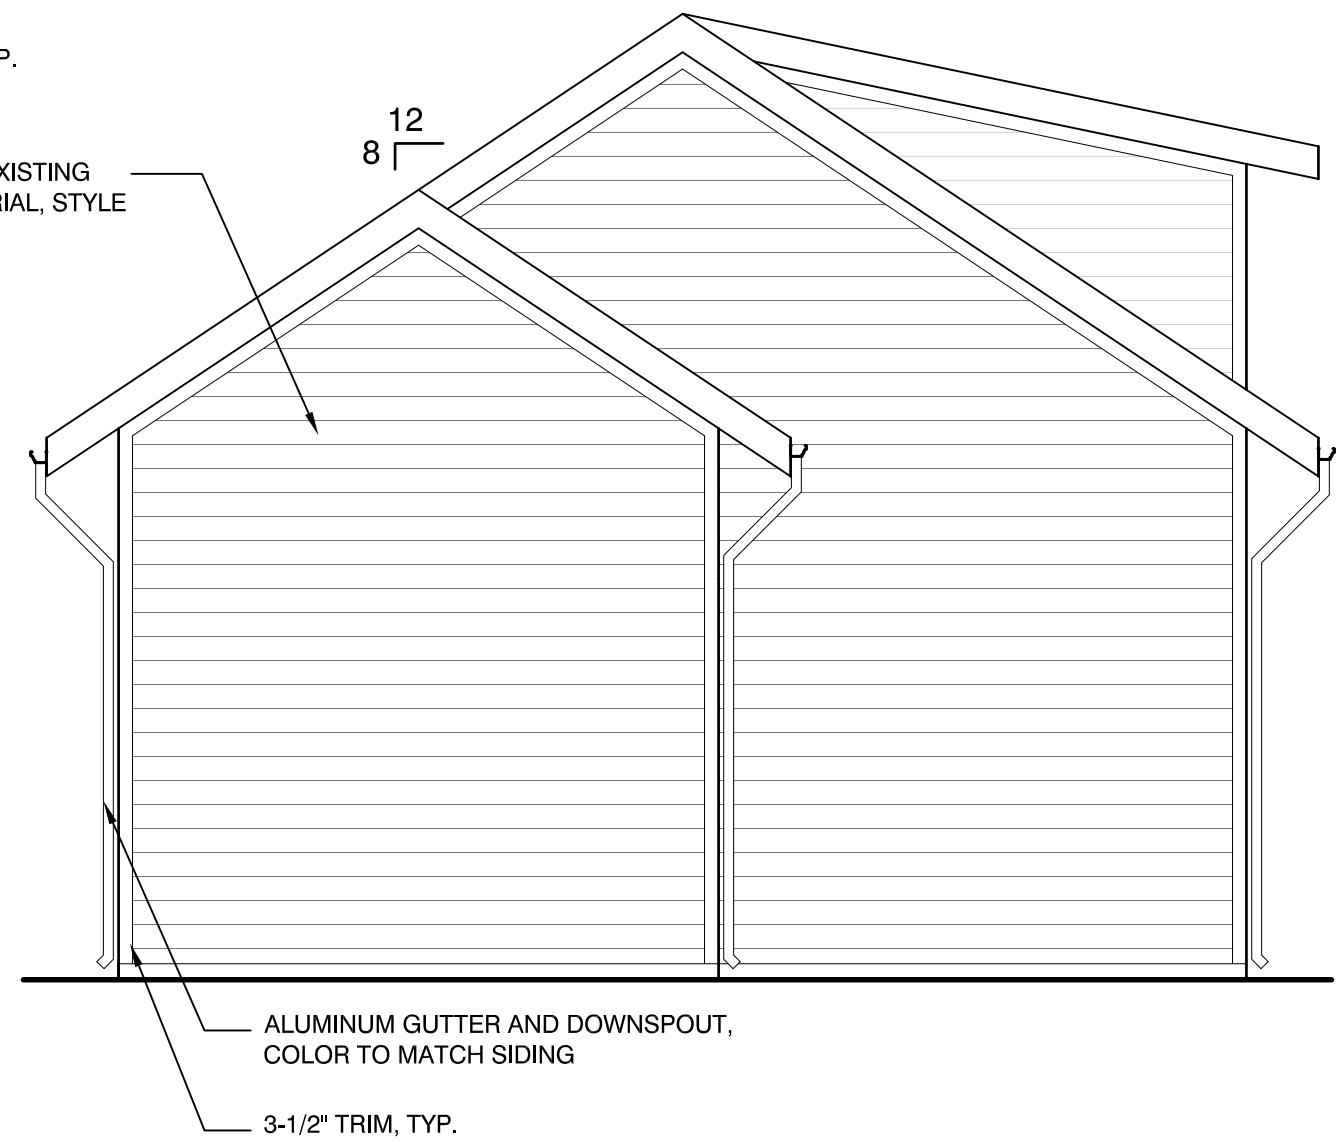 P.
12
8
XISTING
RIAL, STYLE
ALUMINUM GUTTER AND DOWNSPOUT,
COLOR TO MATCH SIDING
3-1/2" TRIM, TYP.